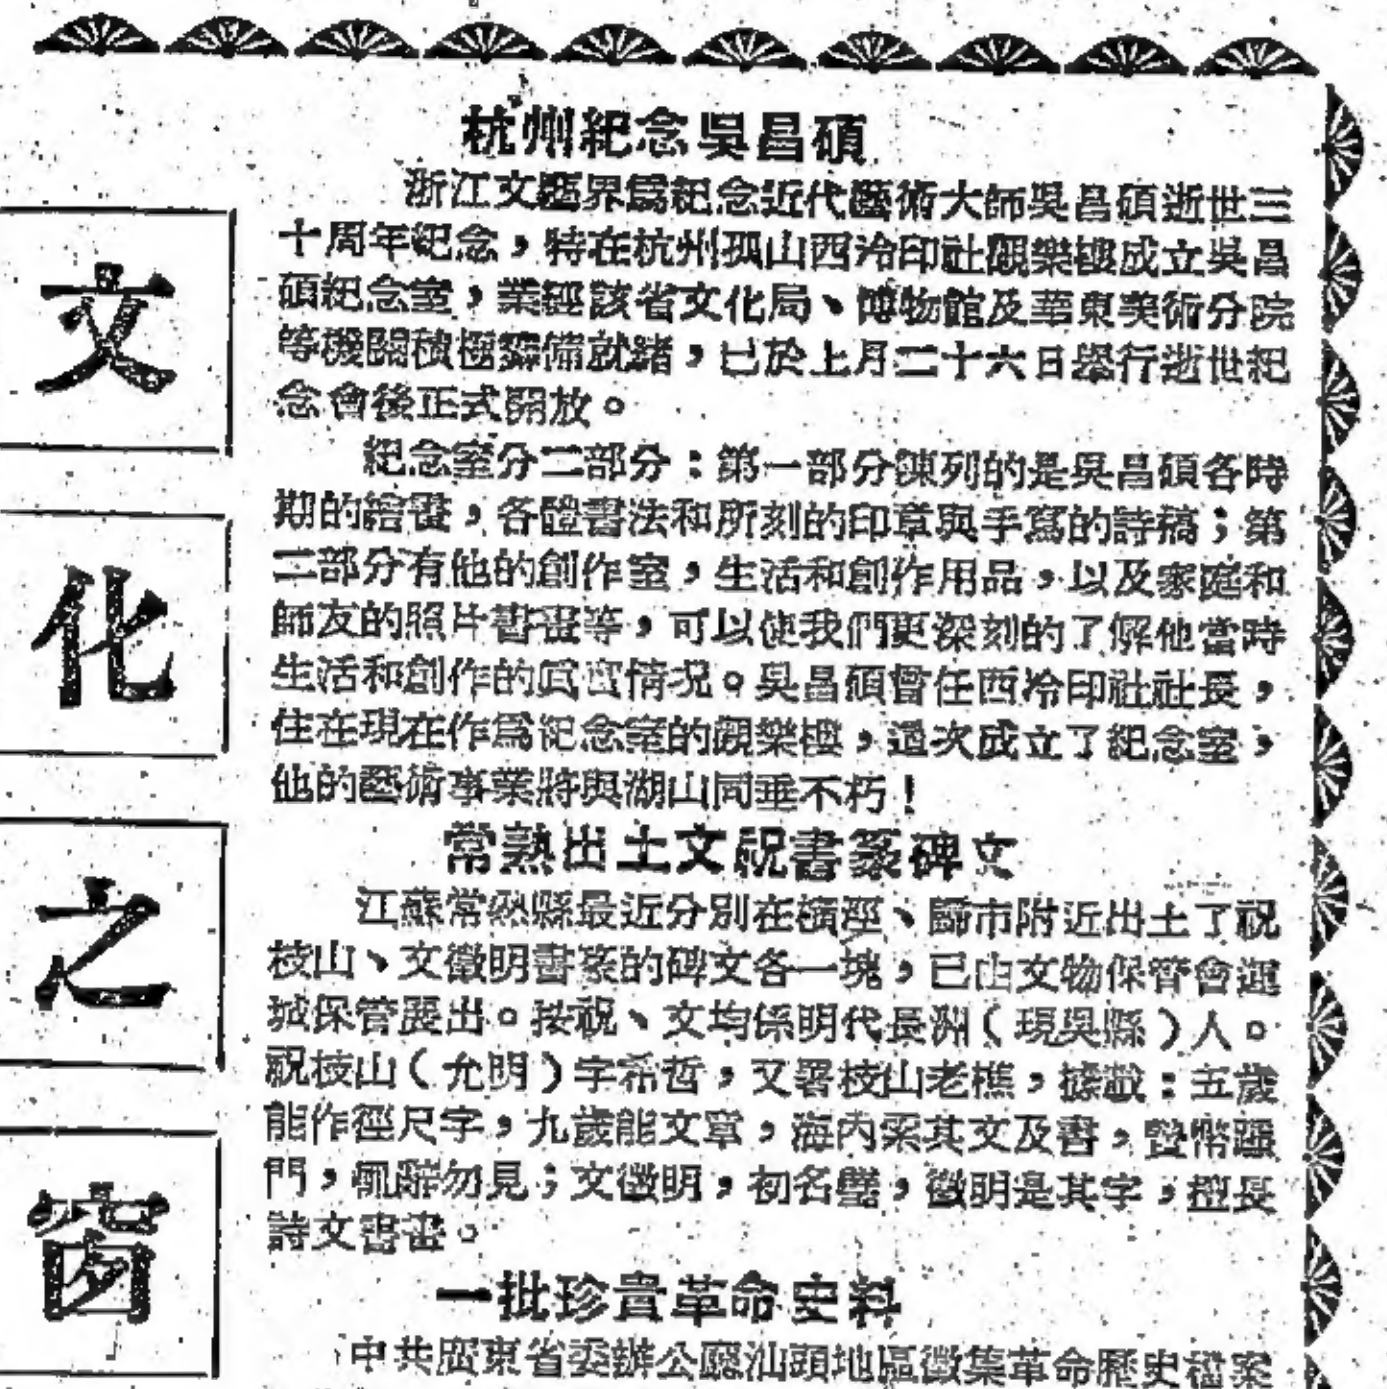 文
化
之
窗
杭州紀念吳昌碩
浙江文藝界爲紀念近代藝術大師吳昌碩逝世三
十周年紀念，特在杭州孤山西泠印社觀樂樓成立吳昌
碩紀念室，業經該省文化局、博物館及華東美術分院
等機關積極籌備就緒，已於上月二十六日舉行逝世紀
念會後正式開放。
紀念室分二部分：第一部分陳列的是吳昌碩各時
期的繪畫，各體書法和所刻的印章與手寫的詩稿；第
二部分有他的創作室，生活和創作用品，以及家庭和
師友的照片書畫等，可以使我們更深刻的了解他當時
生活和創作的眞實情況。吳昌碩曾任西泠印社社長，
住在現在作爲紀念室的觀樂樓，這次成立了紀念室，
他的藝術事業將與湖山同垂不朽！
常熟出土文祝書篆碑文
江蘇常熟縣最近分別在橫涇、歸市附近出土了祝
枝山、文徵明書篆的碑文各一塊，已由文物保管會運
城保管展出。按祝、文均係明代長洲（現吳縣）人。
祝枝山（允明）字希哲，又署枝山老樵，據載：五歲
能作徑尺字，九歲能文章，海內索其文及書，贄幣踵
門，輒辭勿見；文徵明，初名璧，徵明是其字，擅長
詩文書畫。
一批珍貴革命史料
中共廣東省委辦公廳汕頭地區徵集革命歷史檔案